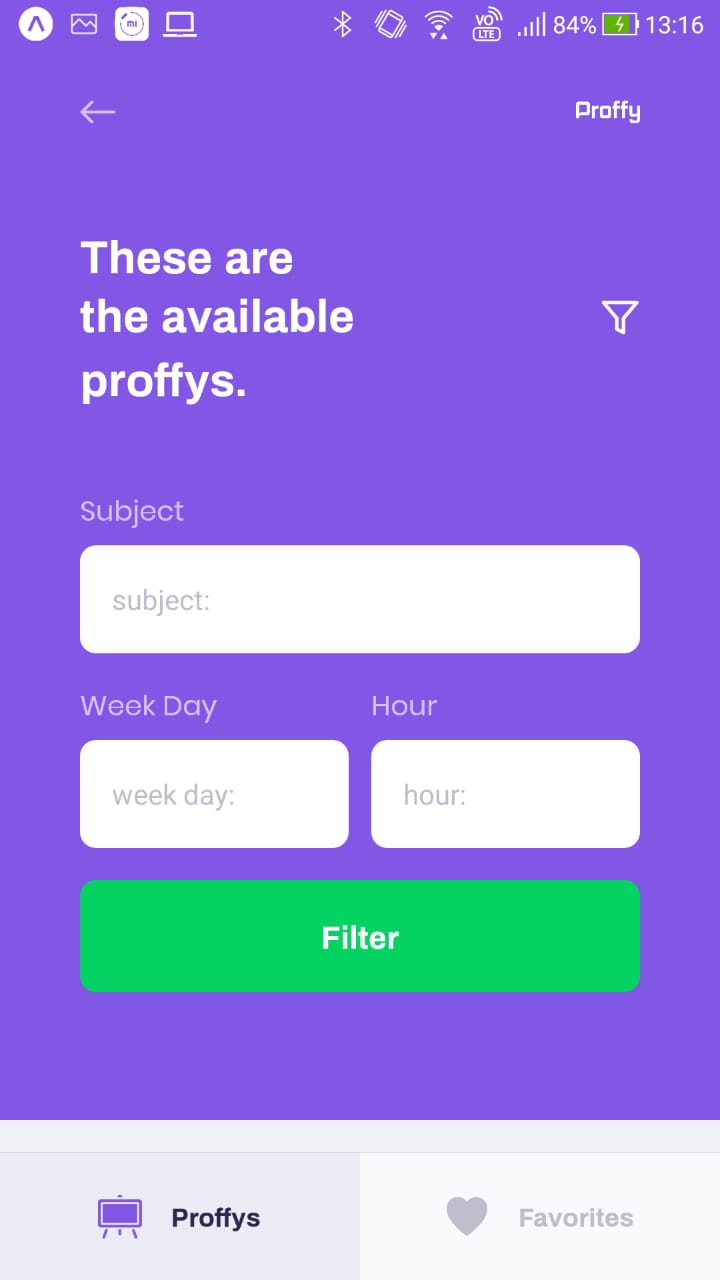 mi VO LTE 84% 13:16
Proffy
These are
the available
proffys.
Subject
subject:
Week Day Hour
week day: hour:
Filter
Proffys Favorites